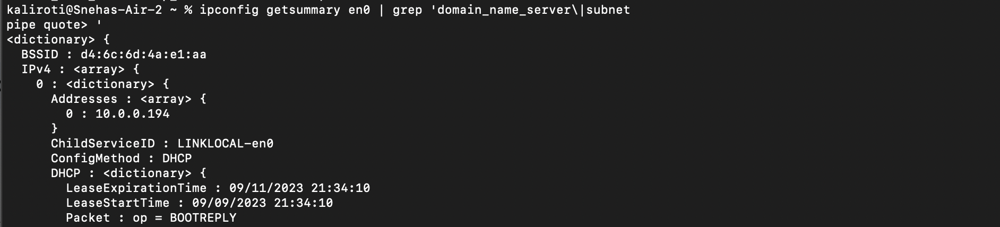 kaliroti@Snehas-Air-2 ~ % ipconfig getsummary en0 | grep 'domain_name_server\|subnet
pipe quote> '
<dictionary> {
  BSSID : d4:6c:6d:4a:e1:aa
  IPv4 : <array> {
    0 : <dictionary> {
      Addresses : <array> {
        0 : 10.0.0.194
      }
      ChildServiceID : LINKLOCAL-en0
      ConfigMethod : DHCP
      DHCP : <dictionary> {
        LeaseExpirationTime : 09/11/2023 21:34:10
        LeaseStartTime : 09/09/2023 21:34:10
        Packet : op = BOOTREPLY